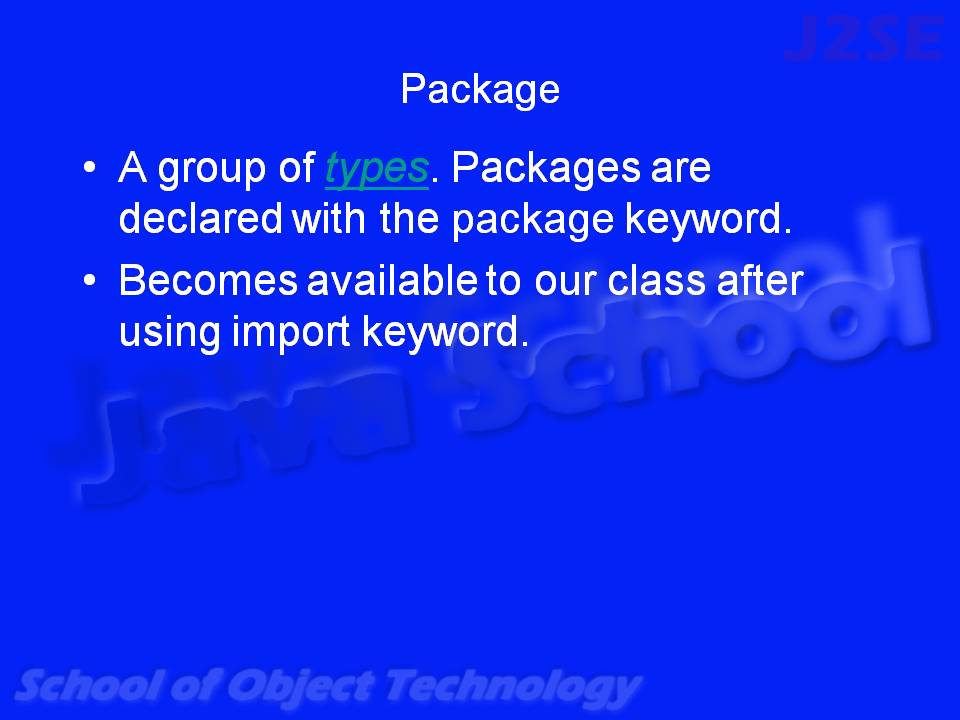 J2SE
Package
• A group of types. Packages are
declared with the package keyword.
• Becomes available to our class after
using import keyword.
Java School
School of Object Technology